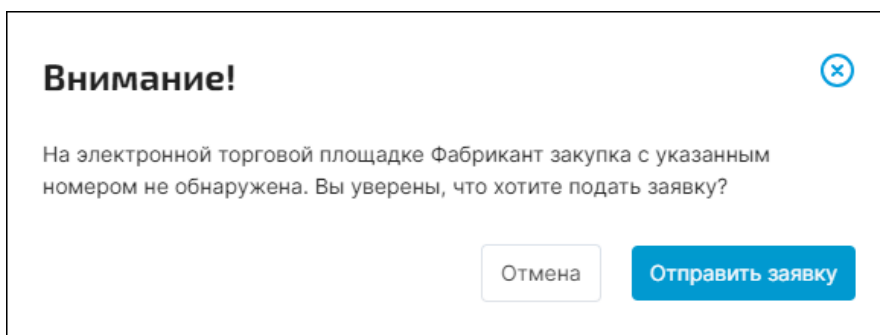 Внимание!
На электронной торговой площадке Фабрикант закупка с указанным
номером не обнаружена. Вы уверены, что хотите подать заявку?
Отмена
Отправить заявку